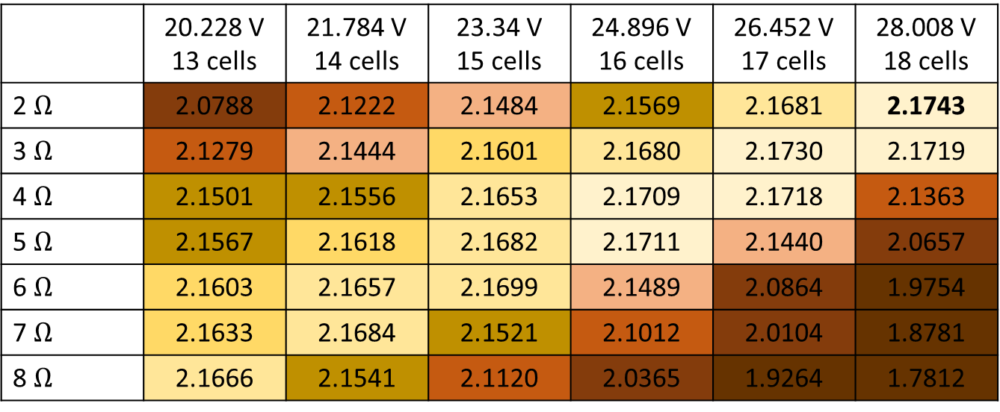 20.228 V 21.784 V 23.34 V 24.896 V 26.452 V 28.008 V
13 cells 14 cells 15 cells 16 cells 17 cells 18 cells
2 Ω 2.0788 2.1222 2.1484 2.1569 2.1681 2.1743
3 Ω 2.1279 2.1444 2.1601 2.1680 2.1730 2.1719
4 Ω 2.1501 2.1556 2.1653 2.1709 2.1718 2.1363
5 Ω 2.1567 2.1618 2.1682 2.1711 2.1440 2.0657
6 Ω 2.1603 2.1657 2.1699 2.1489 2.0864 1.9754
7 Ω 2.1633 2.1684 2.1521 2.1012 2.0104 1.8781
8 Ω 2.1666 2.1541 2.1120 2.0365 1.9264 1.7812